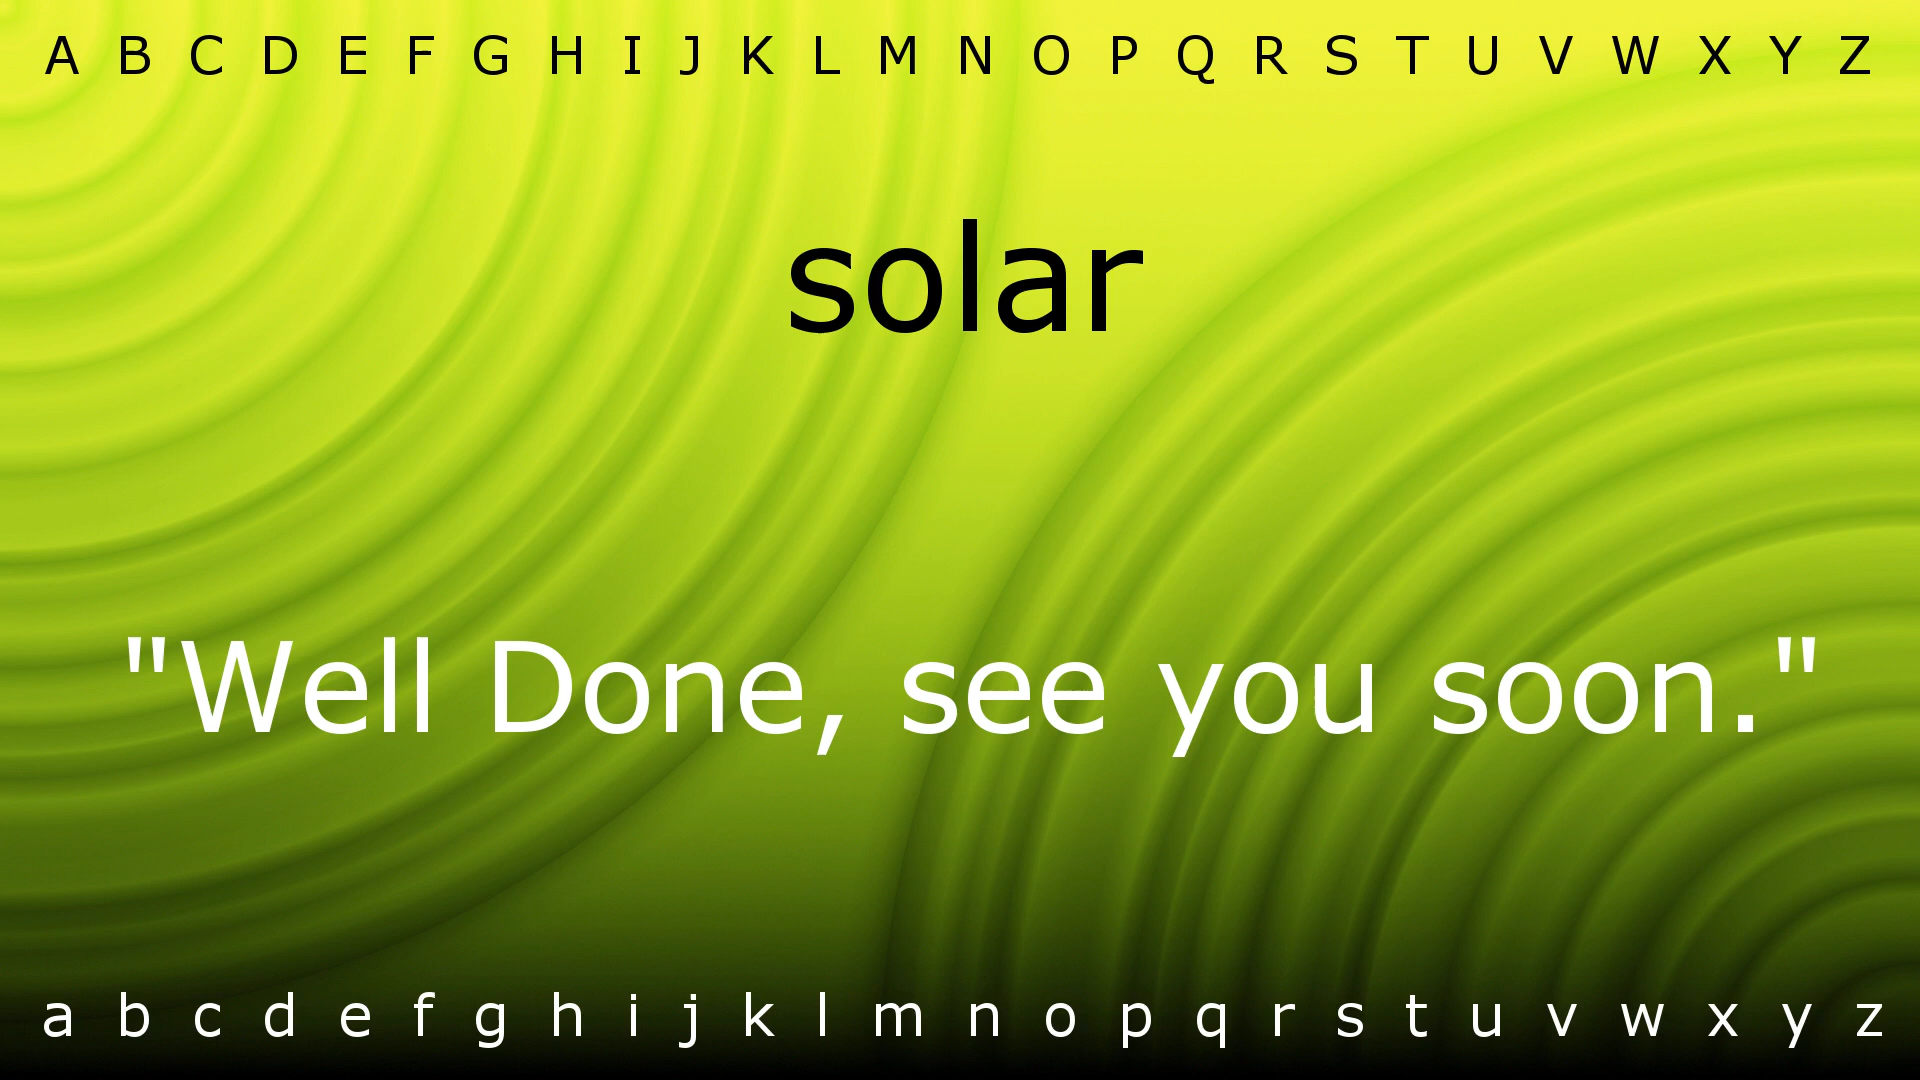 A B C D E F G H I J K L M N O P Q R S T U V W X Y Z
solar
"Well Done, see you soon."
a b c d e f g h i j k l m n o p q r s t u v w x y z